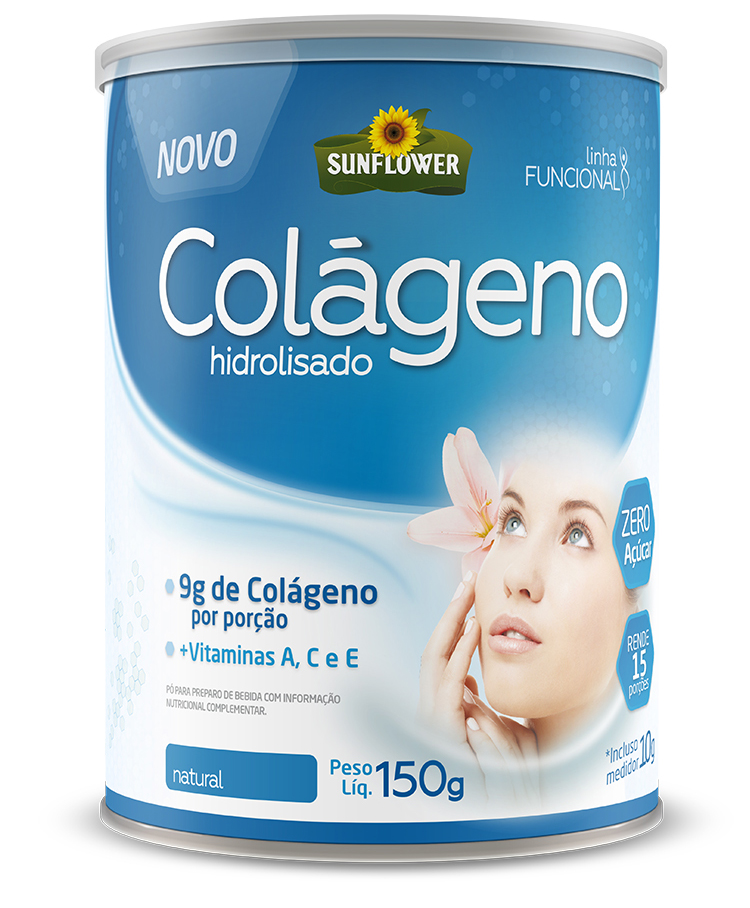 NOVO
SUNFLOWER
linha
FUNCIONAL
Colágeno
hidrolisado
• 9g de Colágeno
por porção
• +Vitaminas A, C e E
PÓ PARA PREPARO DE BEBIDA COM INFORMAÇÃO
NUTRICIONAL COMPLEMENTAR.
natural
Peso
Líq. 150g
ZERO
Açúcar
RENDE
15
porções
*Incluso
medidor 10g